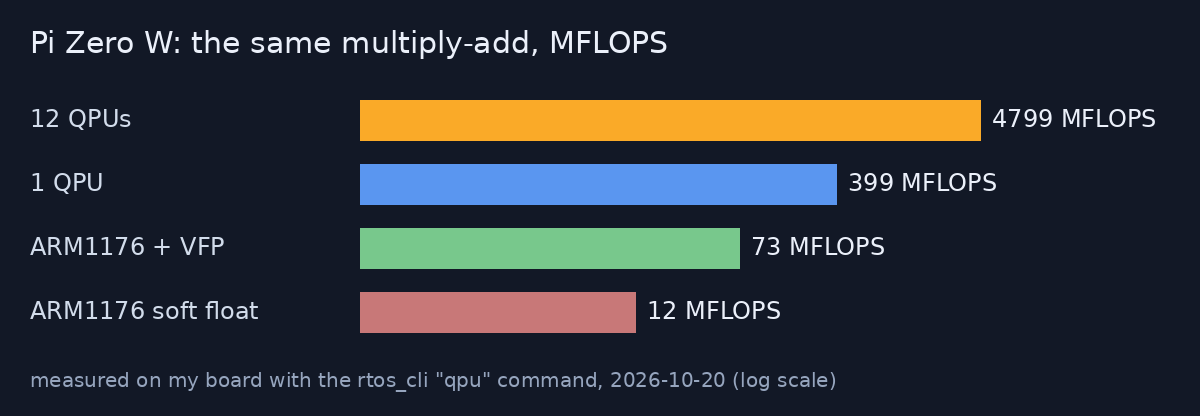 Pi Zero W: the same multiply-add, MFLOPS
12 QPUs 4799 MFLOPS
1 QPU 399 MFLOPS
ARM1176 + VFP 73 MFLOPS
ARM1176 soft float 12 MFLOPS
measured on my board with the rtos_cli "qpu" command, 2026-10-20 (log scale)